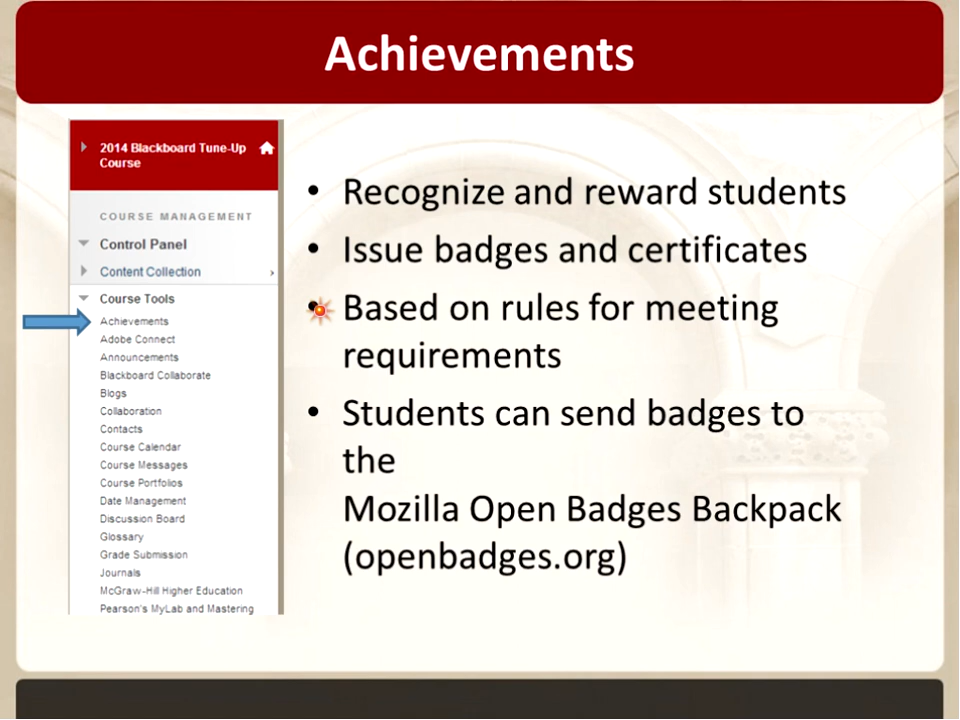 Achievements
2014 Blackboard Tune-Up
Course
COURSE MANAGEMENT
Control Panel
Content Collection
Course Tools
Achievements
Adobe Connect
Announcements
Blackboard Collaborate
Blogs
Collaboration
Contacts
Course Calendar
Course Messages
Course Portfolios
Date Management
Discussion Board
Glossary
Grade Submission
Journals
McGraw-Hill Higher Education
Pearson's MyLab and Mastering
• Recognize and reward students
• Issue badges and certificates
• Based on rules for meeting
requirements
• Students can send badges to
the
Mozilla Open Badges Backpack
(openbadges.org)